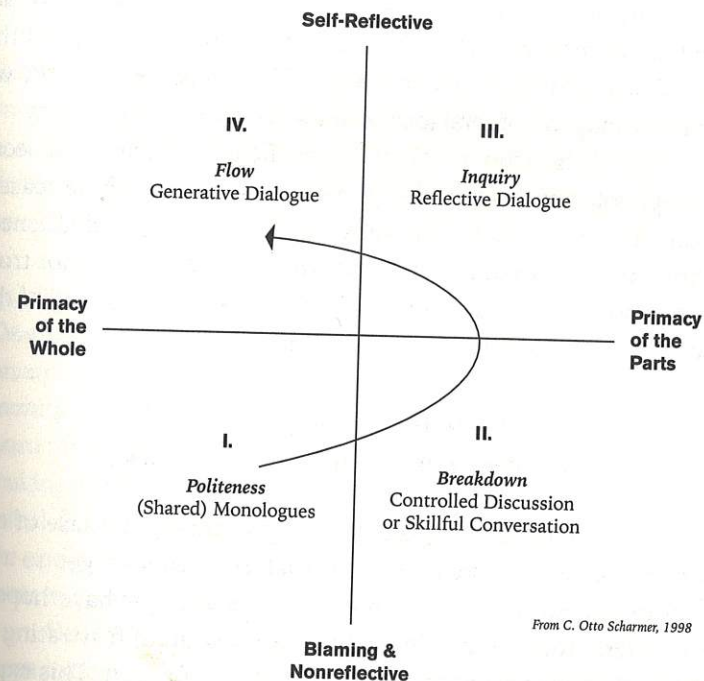 Self-Reflective
IV.
Flow
Generative Dialogue
III.
Inquiry
Reflective Dialogue
Primacy
of the
Whole
Primacy
of the
Parts
I.
Politeness
(Shared) Monologues
II.
Breakdown
Controlled Discussion
or Skillful Conversation
From C. Otto Scharmer, 1998
Blaming &
Nonreflective